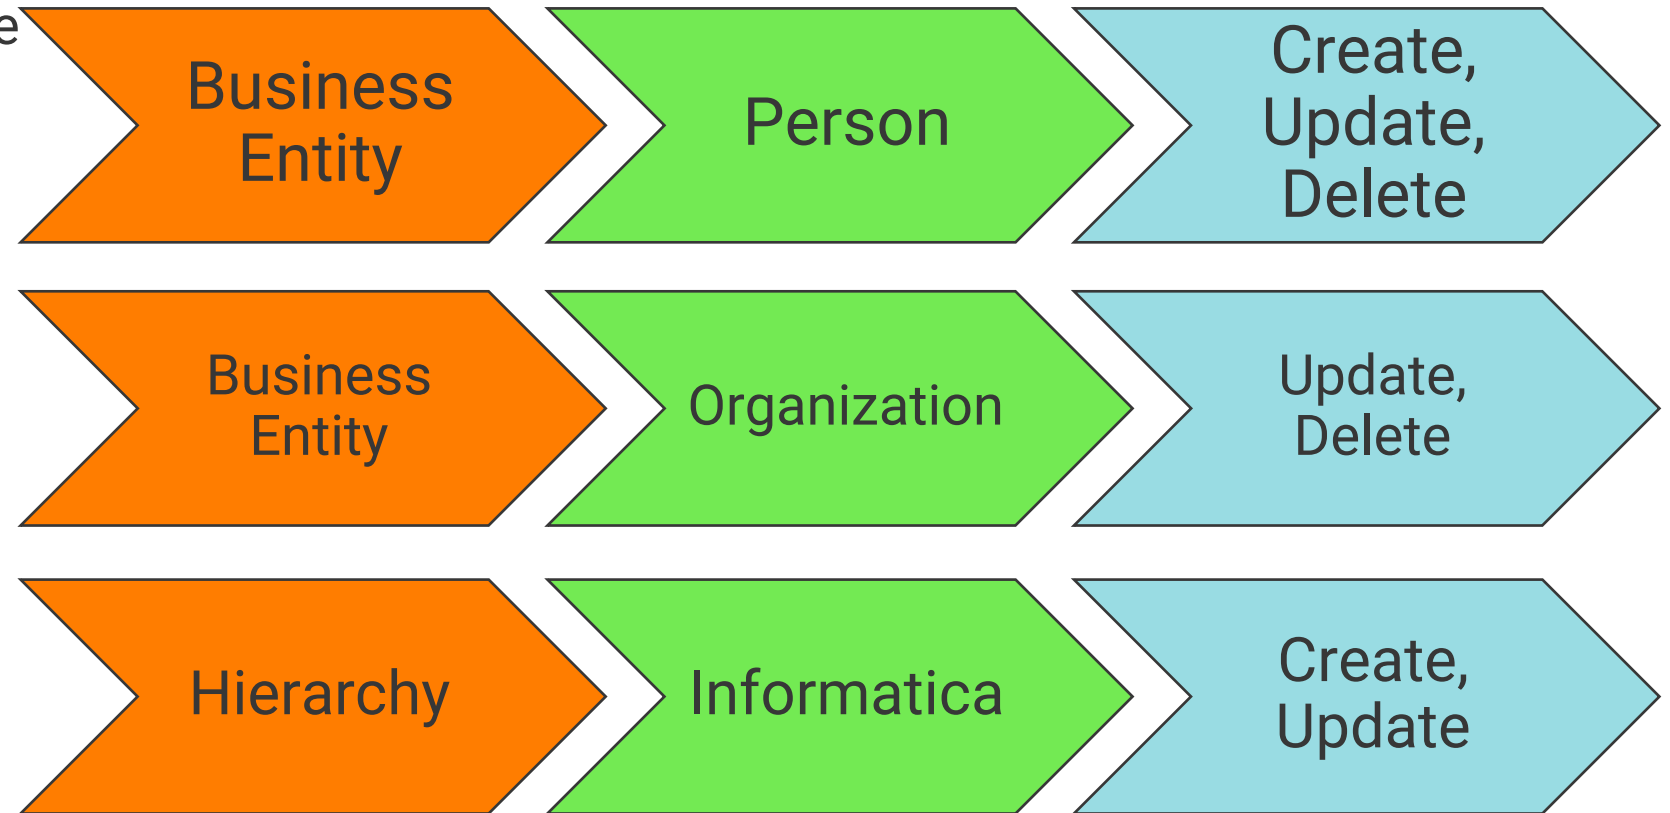 e
Business
Entity
Person
Create,
Update,
Delete
Business
Entity
Organization
Update,
Delete
Hierarchy
Informatica
Create,
Update